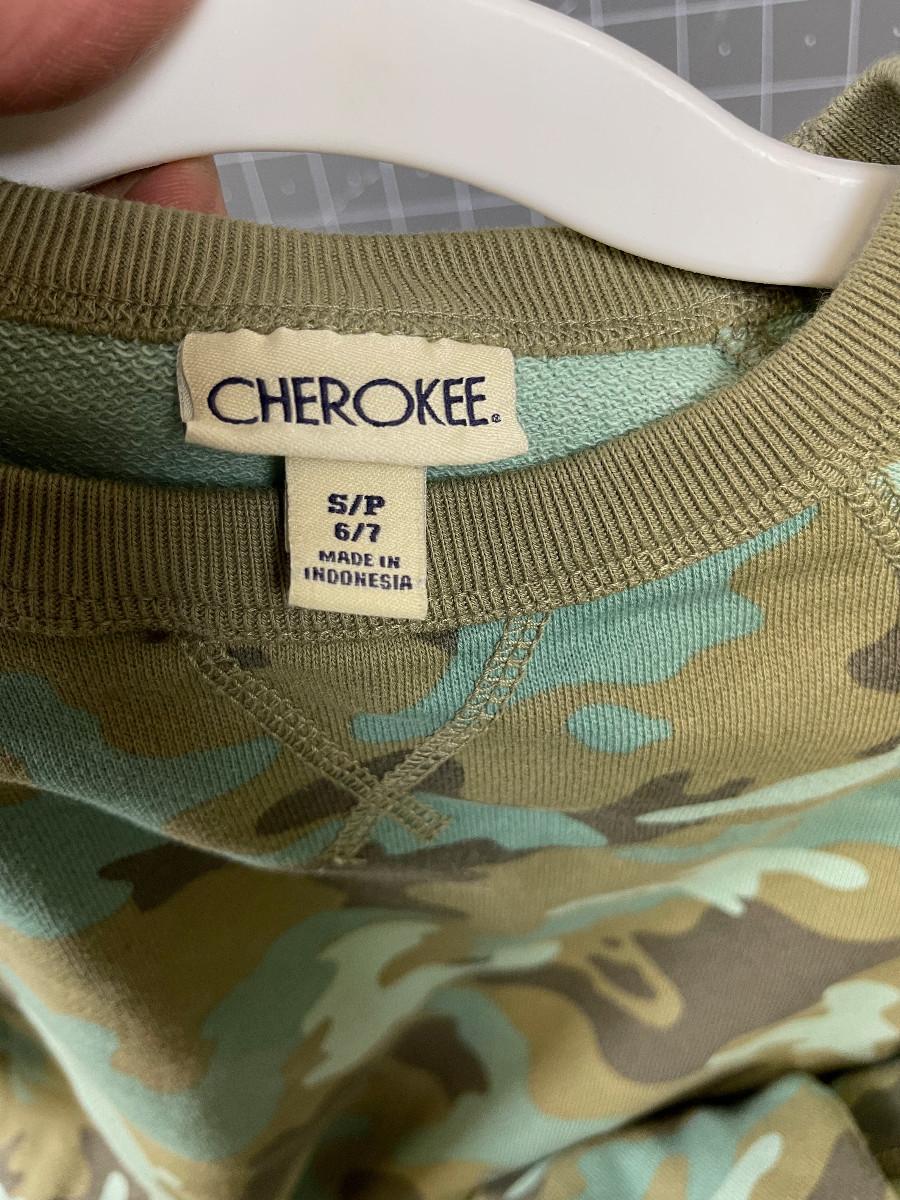 CHEROKEE®
S/P
6/7
MADE IN
INDONESIA